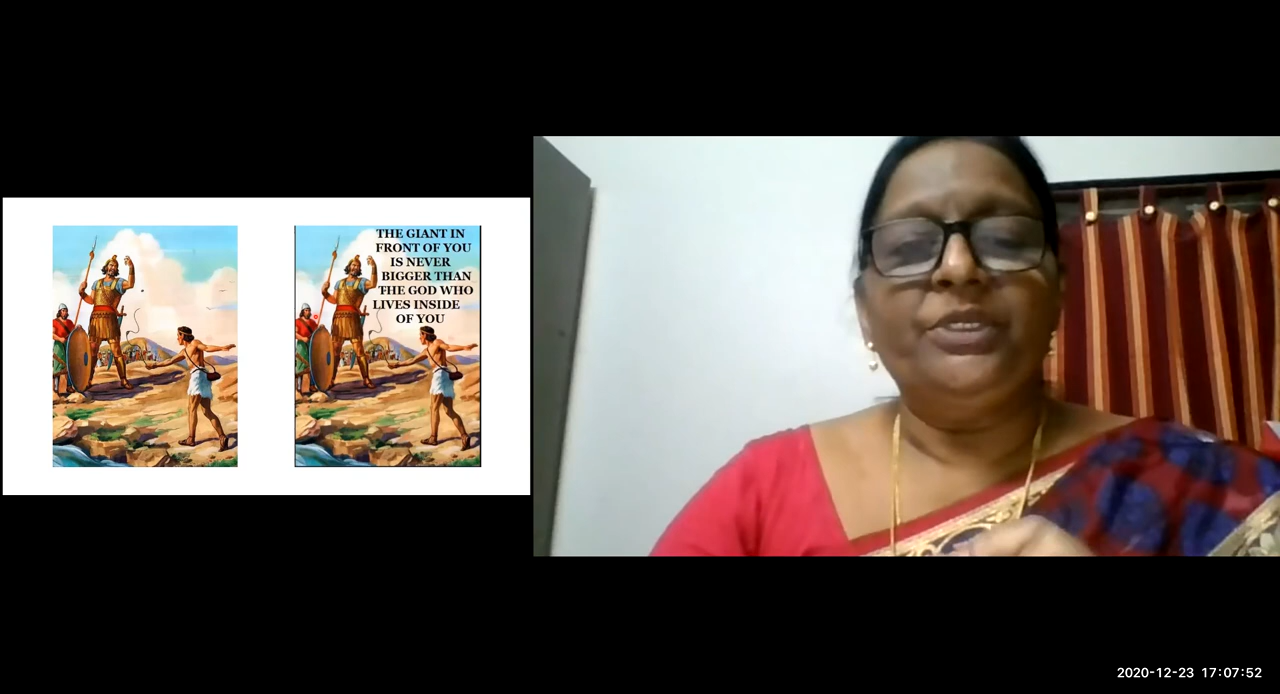 THE GIANT IN
FRONT OF YOU
IS NEVER
BIGGER THAN
THE GOD WHO
LIVES INSIDE
OF YOU
2020-12-23 17:07:52